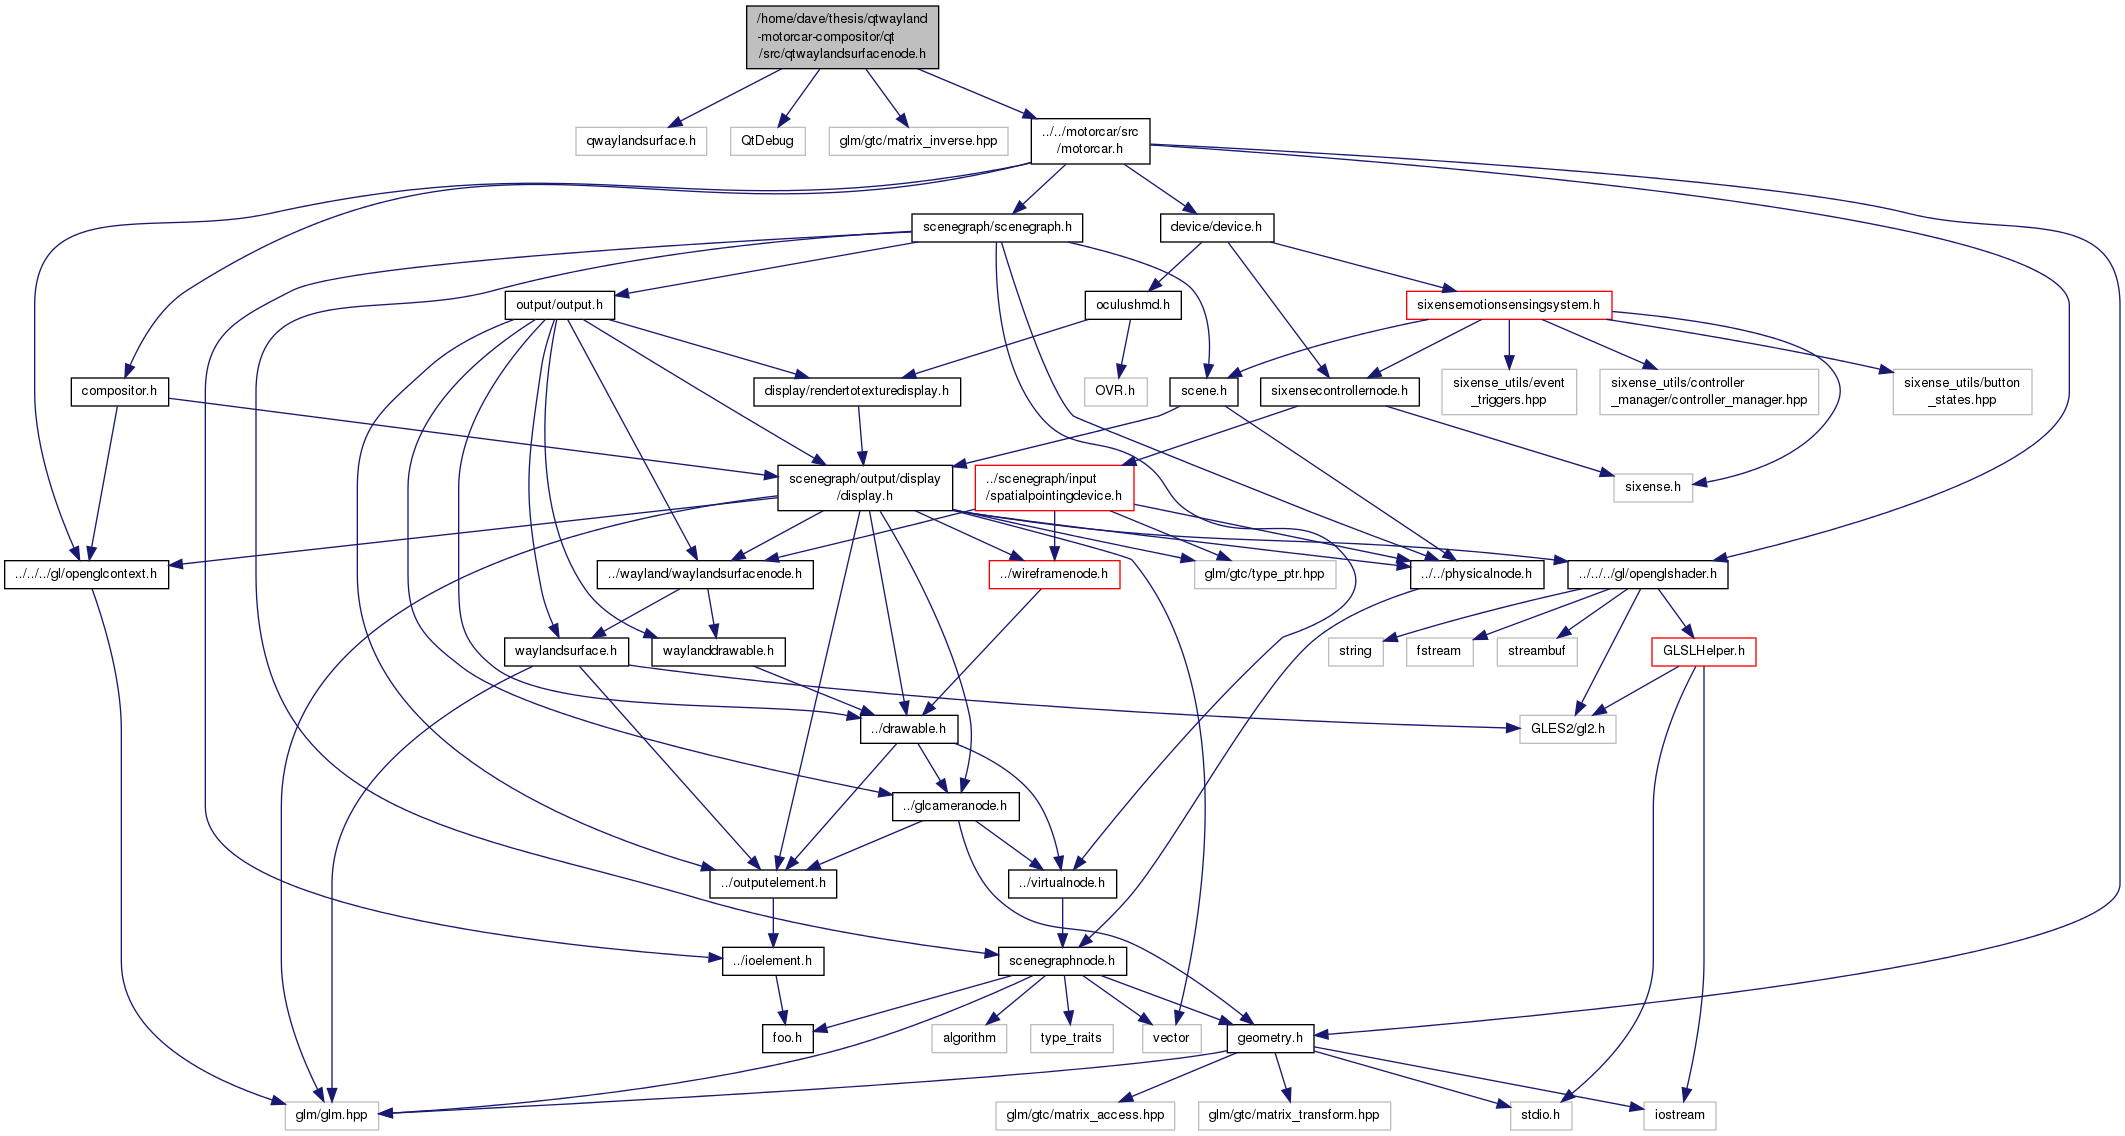 /home/dave/thesis/qtwayland
-motorcar-compositor/qt
/src/qtwaylandsurfacenode.h
qwaylandsurface.h
QtDebug
glm/gtc/matrix_inverse.hpp
../../motorcar/src
/motorcar.h
scenegraph/scenegraph.h
device/device.h
output/output.h
oculushmd.h
sixensemotionsensingsystem.h
compositor.h
display/rendertotexturedisplay.h
OVR.h
scene.h
sixensecontrollernode.h
sixense_utils/event
_triggers.hpp
sixense_utils/controller
_manager/controller_manager.hpp
sixense_utils/button
_states.hpp
scenegraph/output/display
/display.h
../scenegraph/input
/spatialpointingdevice.h
sixense.h
../../../gl/openglcontext.h
../wayland/waylandsurfacenode.h
../wireframenode.h
glm/gtc/type_ptr.hpp
../../physicalnode.h
../../../gl/openglshader.h
waylandsurface.h
waylanddrawable.h
string
fstream
streambuf
GLSLHelper.h
../drawable.h
GLES2/gl2.h
../glcameranode.h
../outputelement.h
../virtualnode.h
../ioelement.h
scenegraphnode.h
foo.h
algorithm
type_traits
vector
geometry.h
glm/glm.hpp
glm/gtc/matrix_access.hpp
glm/gtc/matrix_transform.hpp
stdio.h
iostream